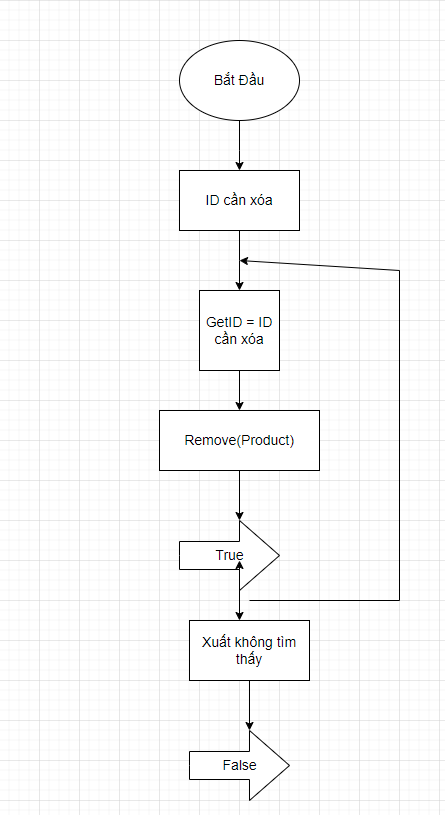 Bắt Đầu
ID cần xóa
GetID = ID
cần xóa
Remove(Product)
True
Xuất không tìm
thấy
False